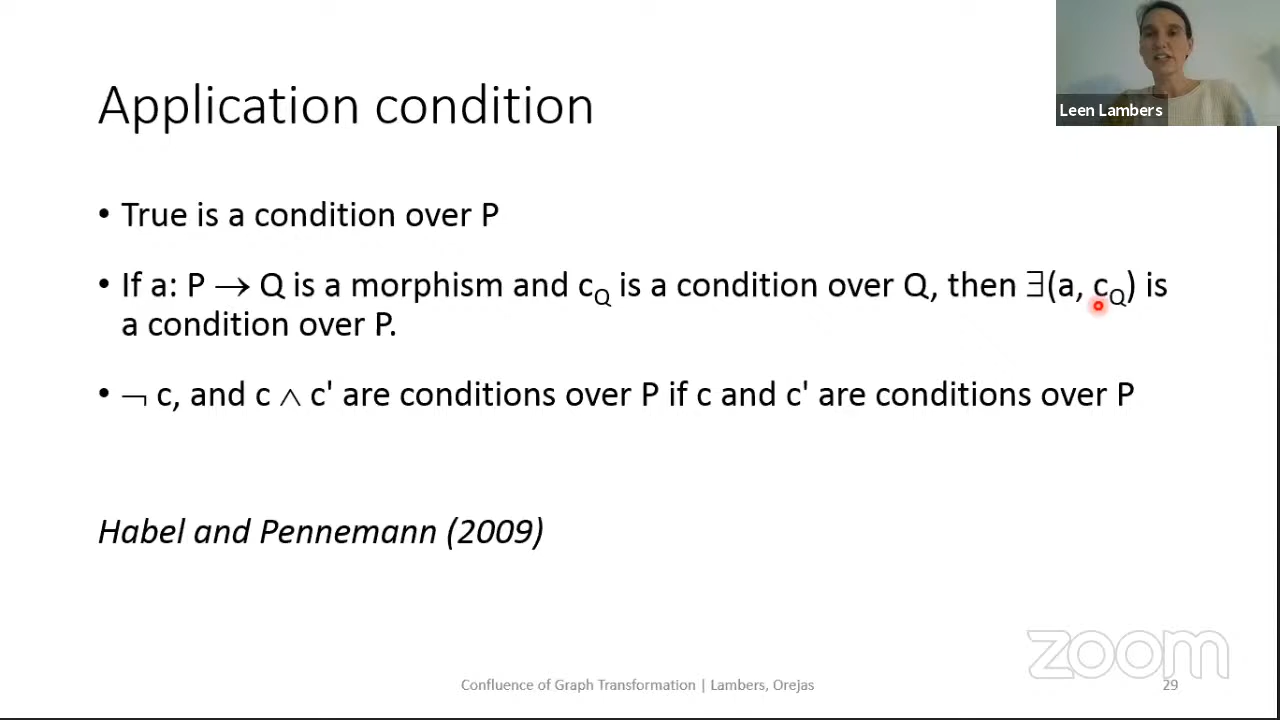 Leen Lambers
Application condition
• True is a condition over P
• If a: P → Q is a morphism and c_Q is a condition over Q, then ∃(a, c_Q) is
a condition over P.
• ¬ c, and c ∧ c' are conditions over P if c and c' are conditions over P
Habel and Pennemann (2009)
zoom
Confluence of Graph Transformation | Lambers, Orejas
29